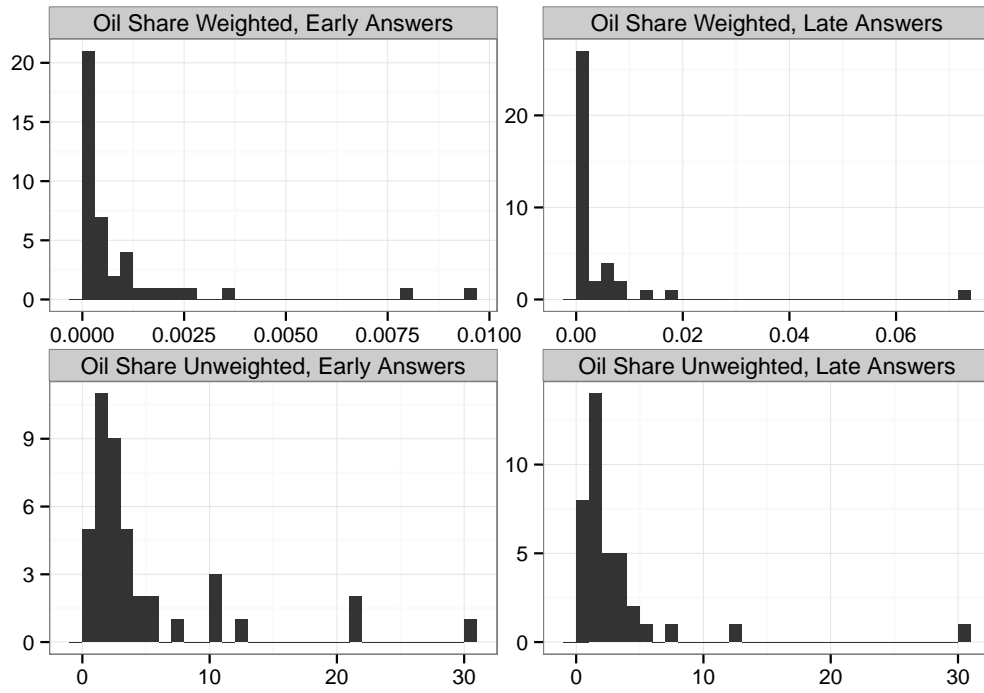 Oil Share Weighted, Early Answers
20
15
10
5
0
0.0000 0.0025 0.0050 0.0075 0.0100
Oil Share Weighted, Late Answers
20
10
0
0.00 0.02 0.04 0.06
Oil Share Unweighted, Early Answers
9
6
3
0
0 10 20 30
Oil Share Unweighted, Late Answers
10
5
0
0 10 20 30